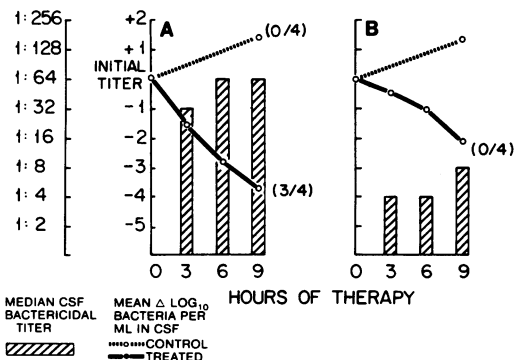 1:256
1:128
1:64
1:32
1:16
1:8
1:4
1:2
+2
+1
INITIAL
TITER
-1
-2
-3
-4
-5
A
(0/4)
(3/4)
0 3 6 9
B
(0/4)
0 3 6 9
HOURS OF THERAPY
MEDIAN CSF
BACTERICIDAL
TITER
MEAN Δ LOG10
BACTERIA PER
ML IN CSF
CONTROL
TREATED